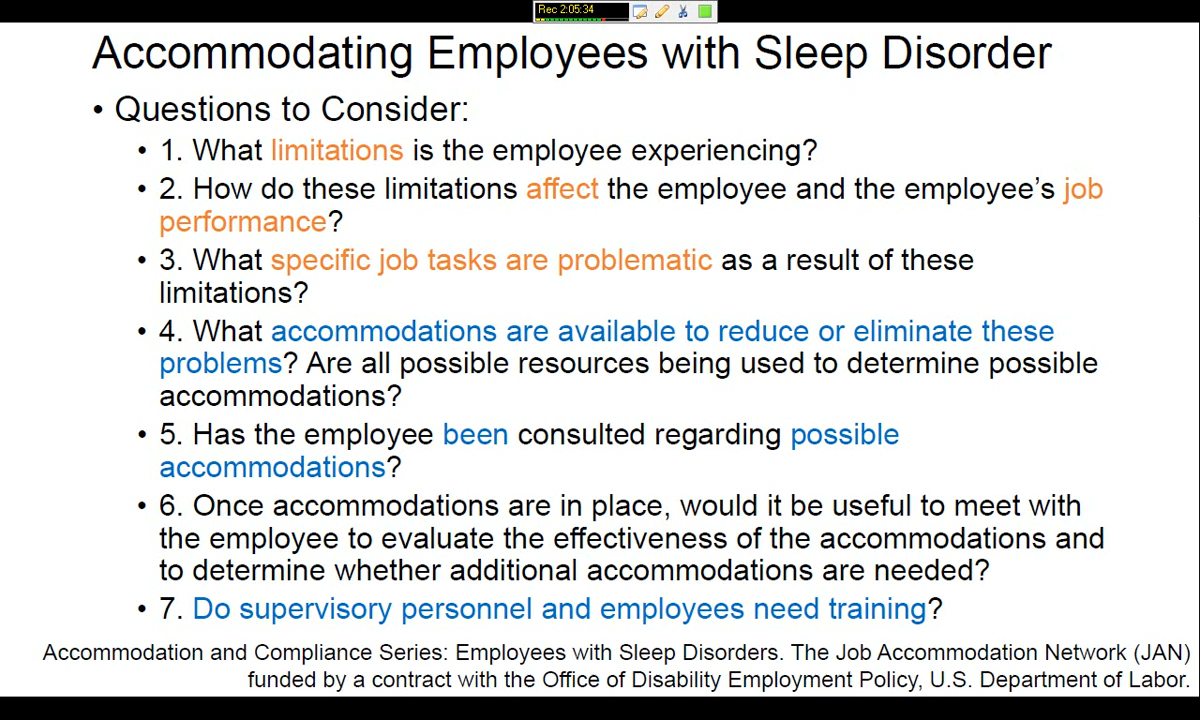 Rec 2:05:34
Accommodating Employees with Sleep Disorder
• Questions to Consider:
• 1. What limitations is the employee experiencing?
• 2. How do these limitations affect the employee and the employee’s job
performance?
• 3. What specific job tasks are problematic as a result of these
limitations?
• 4. What accommodations are available to reduce or eliminate these
problems? Are all possible resources being used to determine possible
accommodations?
• 5. Has the employee been consulted regarding possible
accommodations?
• 6. Once accommodations are in place, would it be useful to meet with
the employee to evaluate the effectiveness of the accommodations and
to determine whether additional accommodations are needed?
• 7. Do supervisory personnel and employees need training?
Accommodation and Compliance Series: Employees with Sleep Disorders. The Job Accommodation Network (JAN)
funded by a contract with the Office of Disability Employment Policy, U.S. Department of Labor.